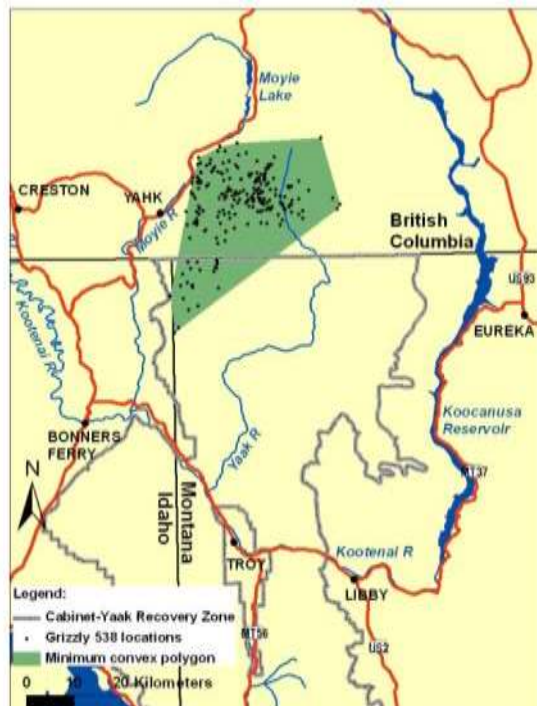 Moyie
Lake
CRESTON
YAHK
Moyie R
British
Columbia
US93
Kootenai R
EUREKA
Koocanusa
Reservoir
BONNERS
FERRY
Yaak R
MT37
N
Idaho
Montana
Kootenai R
TROY
LIBBY
MT56
US2
Legend:
Cabinet-Yaak Recovery Zone
Grizzly 538 locations
Minimum convex polygon
0 10 20 Kilometers